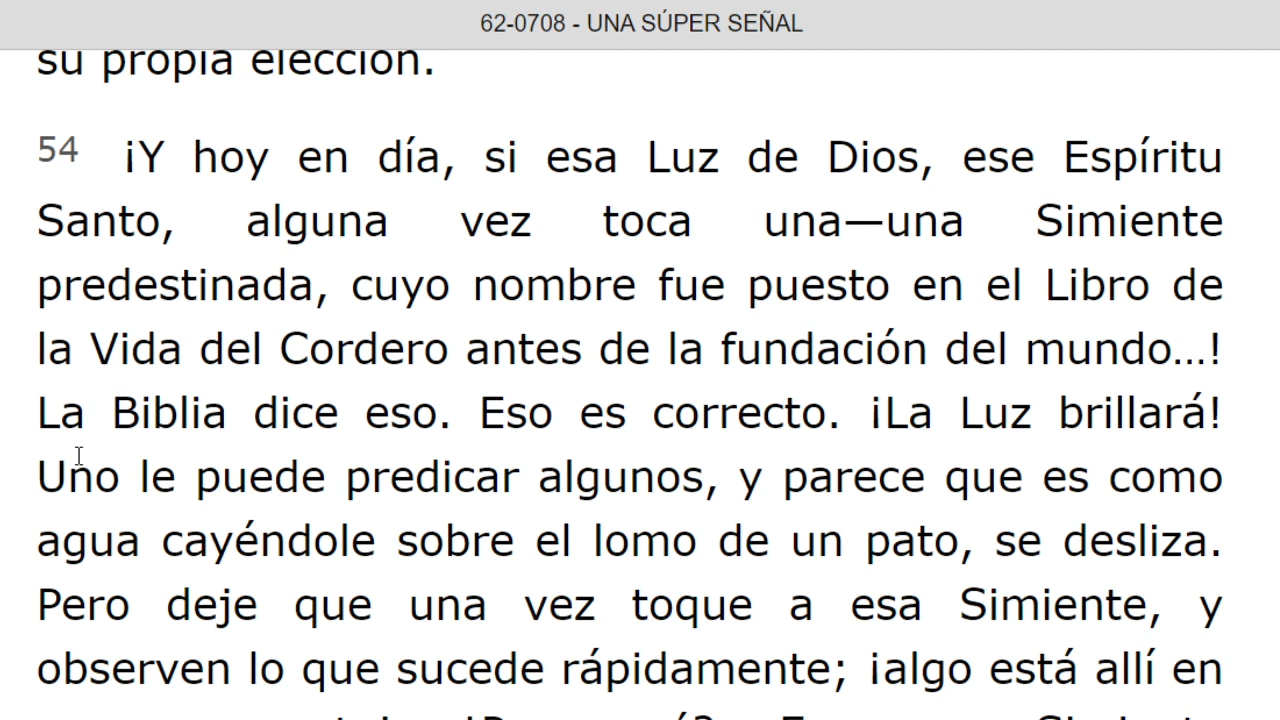 62-0708 - UNA SÚPER SEÑAL
su propia elección.
54 ¡Y hoy en día, si esa Luz de Dios, ese Espíritu
Santo, alguna vez toca una—una Simiente
predestinada, cuyo nombre fue puesto en el Libro de
la Vida del Cordero antes de la fundación del mundo…!
La Biblia dice eso. Eso es correcto. ¡La Luz brillará!
Uno le puede predicar algunos, y parece que es como
agua cayéndole sobre el lomo de un pato, se desliza.
Pero deje que una vez toque a esa Simiente, y
observen lo que sucede rápidamente; ¡algo está allí en